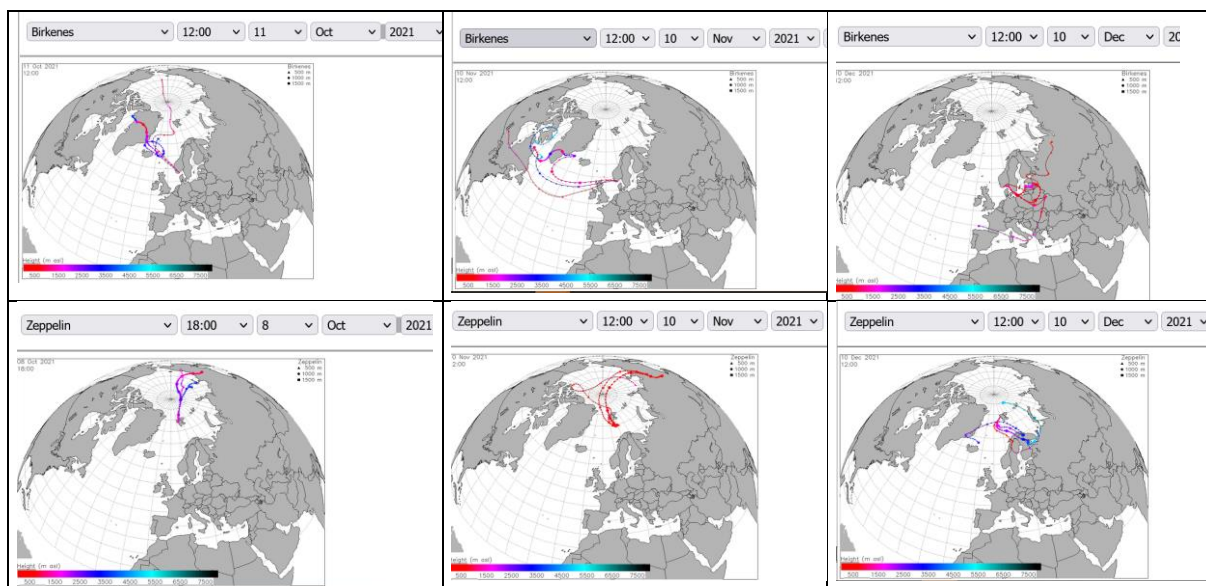 Birkenes 12:00 11 Oct 2021
11 Oct 2021
12:00
Birkenes
500 m
1000 m
1500 m
Height (m asl)
500 1500 2500 3500 4500 5500 6500 7500
Birkenes 12:00 10 Nov 2021
10 Nov 2021
12:00
Birkenes
500 m
1000 m
1500 m
Height (m asl)
500 1500 2500 3500 4500 5500 6500 7500
Birkenes 12:00 10 Dec 20
10 Dec 2021
12:00
Birkenes
500 m
1000 m
1500 m
Height (m asl)
500 1500 2500 3500 4500 5500 6500 7500
Zeppelin 18:00 8 Oct 2021
08 Oct 2021
18:00
Zeppelin
500 m
1000 m
1500 m
Height (m asl)
500 1500 2500 3500 4500 5500 6500 7500
Zeppelin 12:00 10 Nov 2021
0 Nov 2021
2:00
Zeppelin
500 m
1000 m
1500 m
Height (m asl)
500 1500 2500 3500 4500 5500 6500 7500
Zeppelin 12:00 10 Dec 2021
10 Dec 2021
12:00
Zeppelin
500 m
1000 m
1500 m
Height (m asl)
500 1500 2500 3500 4500 5500 6500 7500